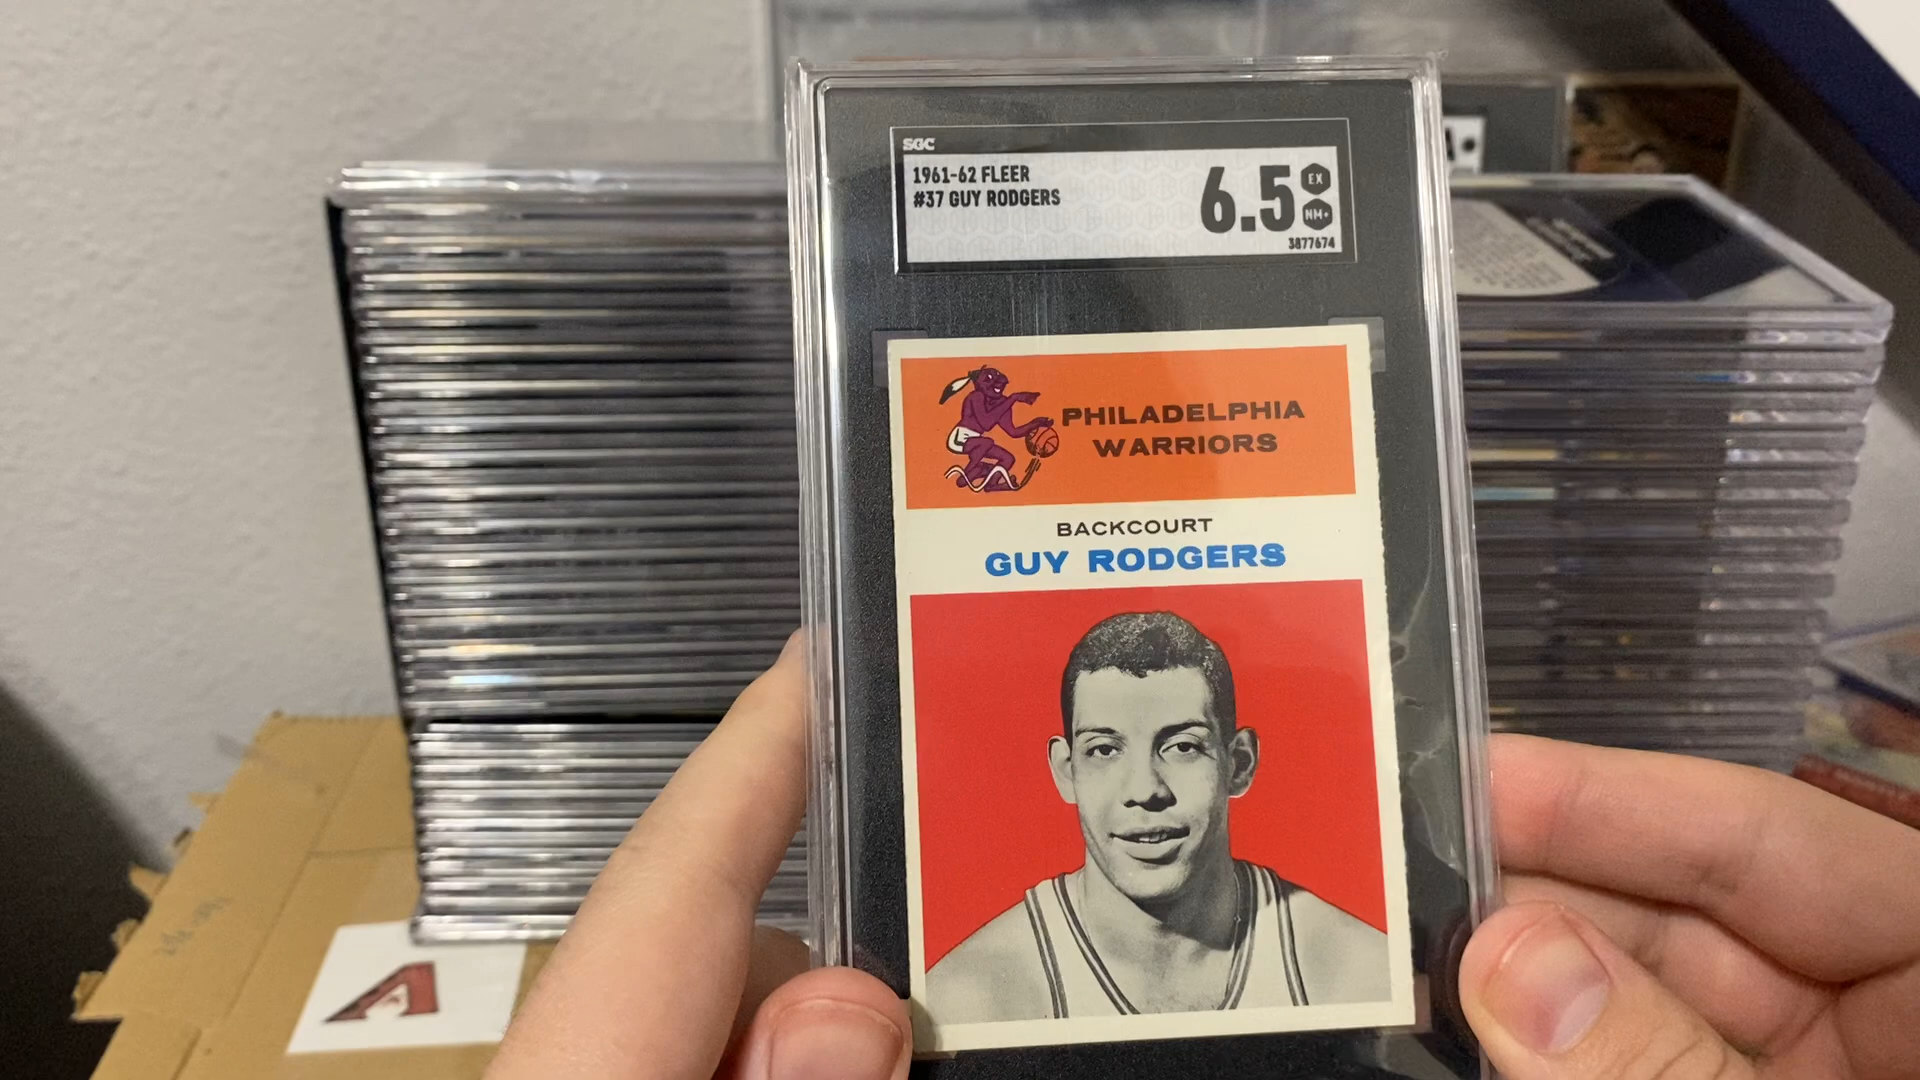 SGC
1961-62 FLEER
#37 GUY RODGERS
6.5
EX
NM+
3877674
PHILADELPHIA
WARRIORS
BACKCOURT
GUY RODGERS
A